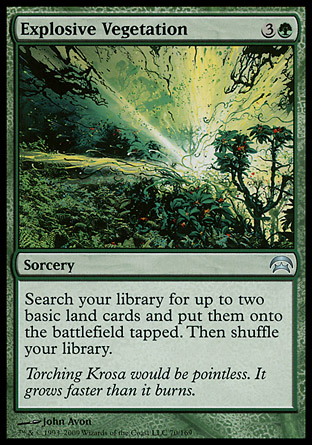 Explosive Vegetation 3
Sorcery
Search your library for up to two
basic land cards and put them onto
the battlefield tapped. Then shuffle
your library.
Torching Krosa would be pointless. It
grows faster than it burns.
John Avon
™ & © 1993–2009 Wizards of the Coast LLC 70/169